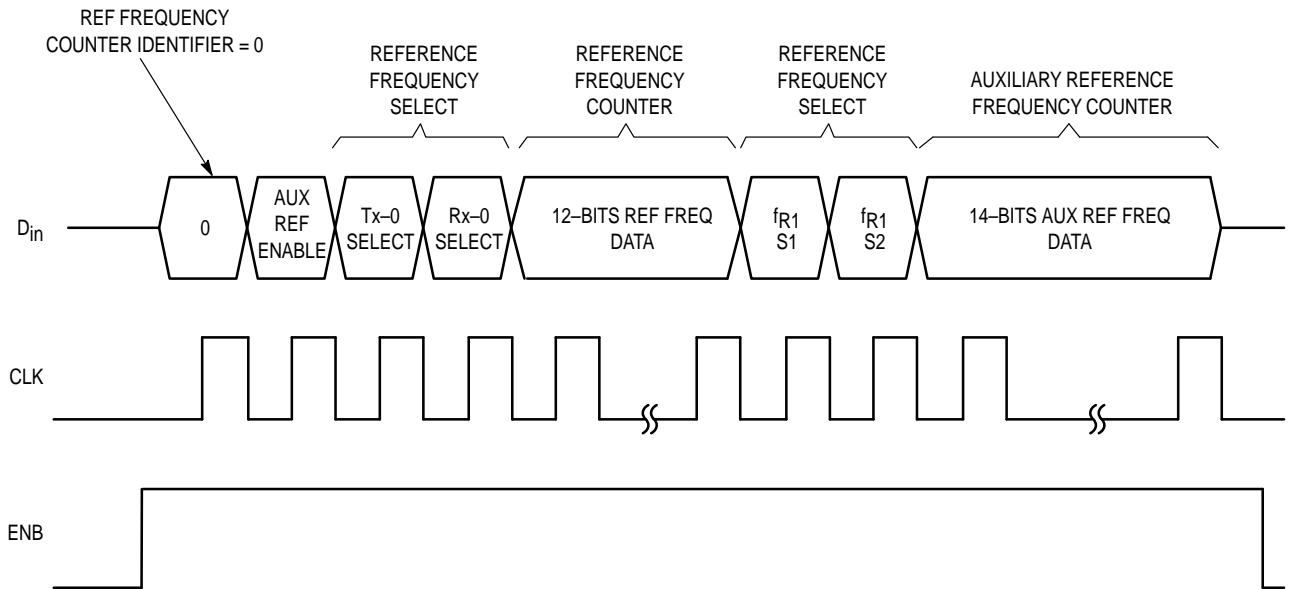 REF FREQUENCY
COUNTER IDENTIFIER = 0
REFERENCE
FREQUENCY
SELECT
REFERENCE
FREQUENCY
COUNTER
REFERENCE
FREQUENCY
SELECT
AUXILIARY REFERENCE
FREQUENCY COUNTER
Din
0
AUX
REF
ENABLE
Tx–0
SELECT
Rx–0
SELECT
12–BITS REF FREQ
DATA
fR1
S1
fR1
S2
14–BITS AUX REF FREQ
DATA
CLK
ENB